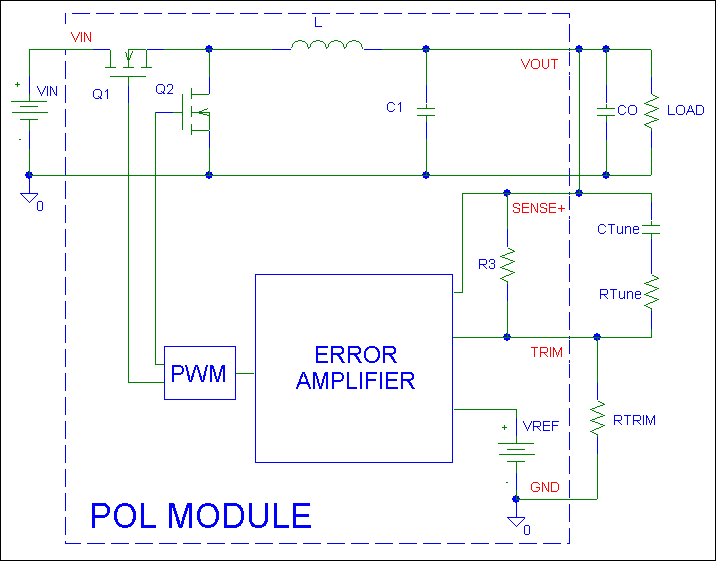 L
VIN
VOUT
+
VIN
Q1
Q2
C1
CO
LOAD
-
0
SENSE+
CTune
R3
RTune
ERROR
AMPLIFIER
TRIM
PWM
+
VREF
RTRIM
-
GND
POL MODULE
0